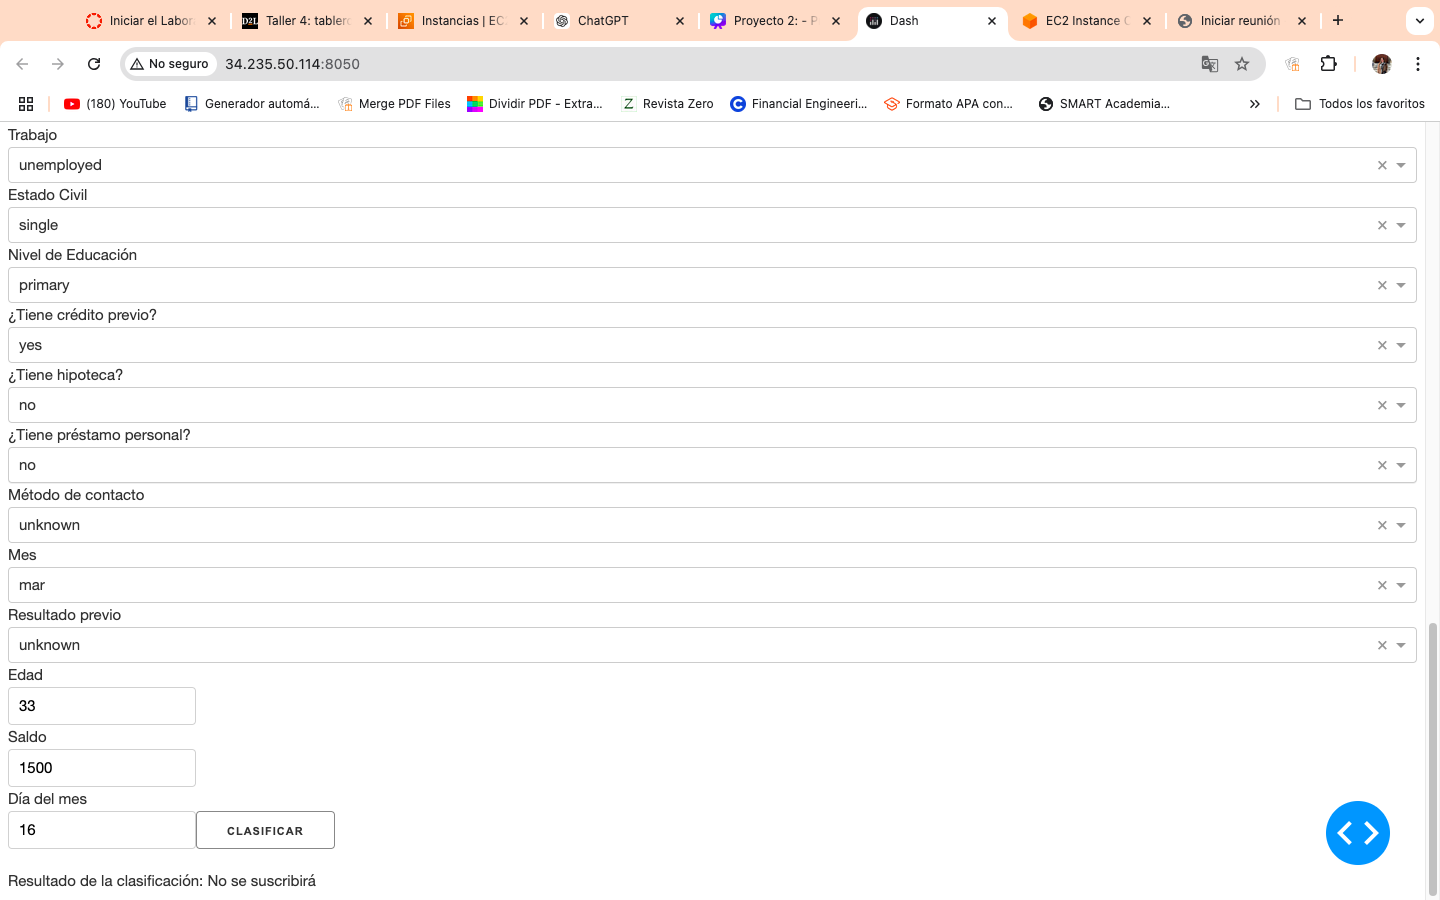 Iniciar el Labor
Taller 4: tablero
Instancias | EC
ChatGPT
Proyecto 2: - P
Dash
EC2 Instance C
Iniciar reunión
No seguro
34.235.50.114:8050
(180) YouTube
Generador automá...
Merge PDF Files
Dividir PDF - Extra...
Revista Zero
Financial Engineeri...
Formato APA con...
SMART Academia...
Todos los favoritos
Trabajo
unemployed
Estado Civil
single
Nivel de Educación
primary
¿Tiene crédito previo?
yes
¿Tiene hipoteca?
no
¿Tiene préstamo personal?
no
Método de contacto
unknown
Mes
mar
Resultado previo
unknown
Edad
33
Saldo
1500
Día del mes
16
CLASIFICAR
Resultado de la clasificación: No se suscribirá